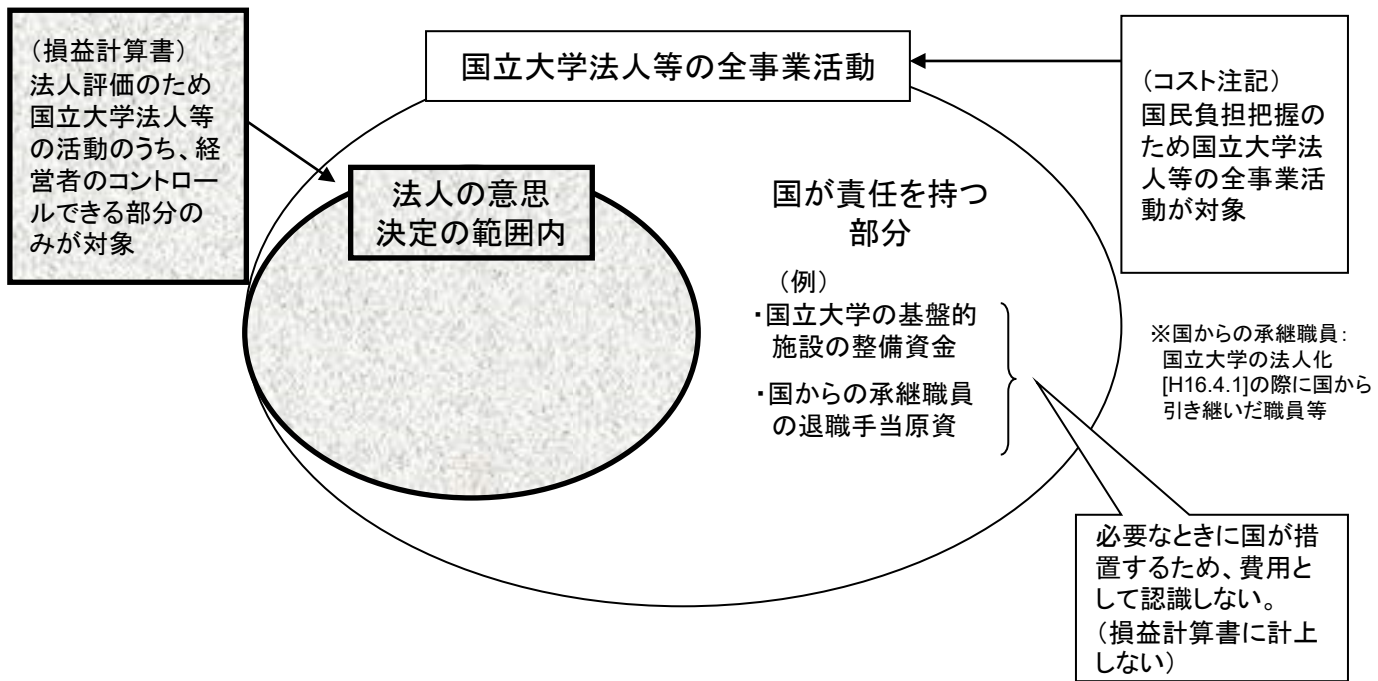 （損益計算書）
法人評価のため
国立大学法人等
の活動のうち、経
営者のコントロー
ルできる部分の
みが対象
国立大学法人等の全事業活動
（コスト注記）
国民負担把握の
ため国立大学法
人等の全事業活
動が対象
法人の意思
決定の範囲内
国が責任を持つ
部分
（例）
・国立大学の基盤的
施設の整備資金
・国からの承継職員
の退職手当原資
※国からの承継職員：
国立大学の法人化
[H16.4.1]の際に国から
引き継いだ職員等
必要なときに国が措
置するため、費用と
して認識しない。
（損益計算書に計上
しない）